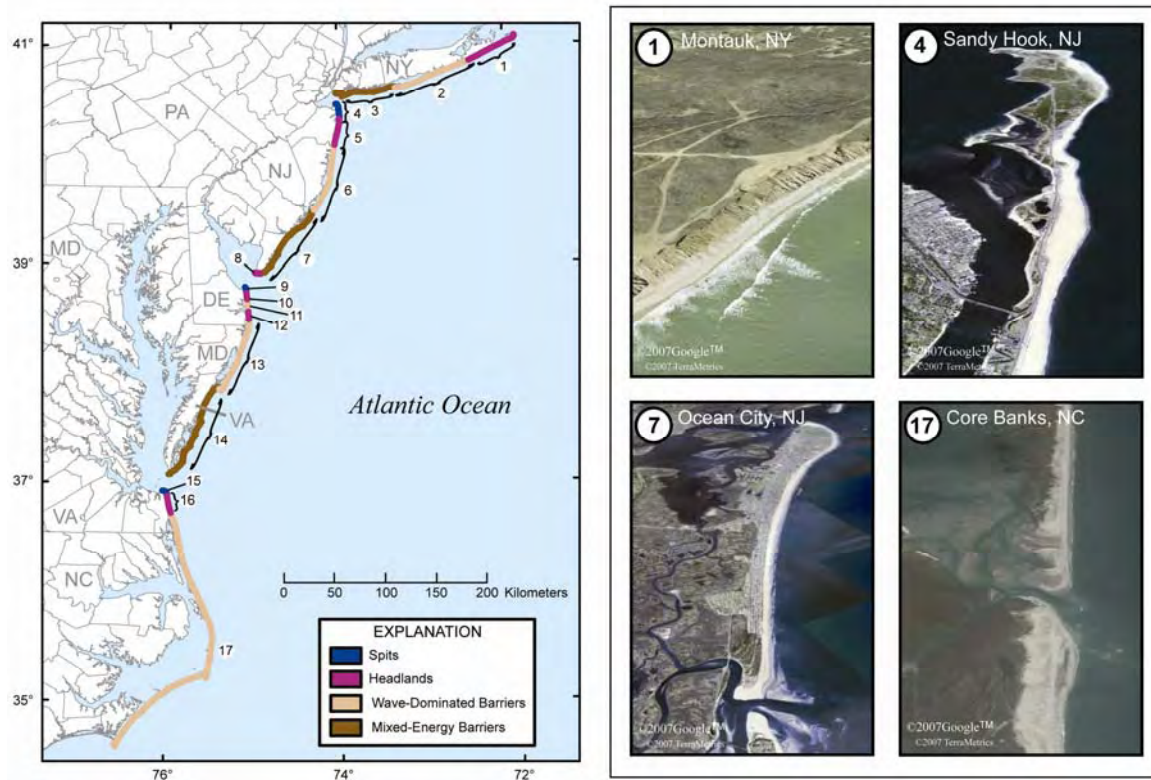 41°
39°
37°
35°
76°
74°
72°
NY
PA
NJ
MD
DE
MD
VA
VA
NC
1
2
3
4
5
6
7
8
9
10
11
12
13
14
15
16
17
Atlantic Ocean
0 50 100 200 Kilometers
EXPLANATION
Spits
Headlands
Wave-Dominated Barriers
Mixed-Energy Barriers
1 Montauk, NY
©2007Google™
©2007 TerraMetrics
4 Sandy Hook, NJ
©2007Google™
©2007 TerraMetrics
7 Ocean City, NJ
©2007Google™
©2007 TerraMetrics
17 Core Banks, NC
©2007Google™
©2007 TerraMetrics